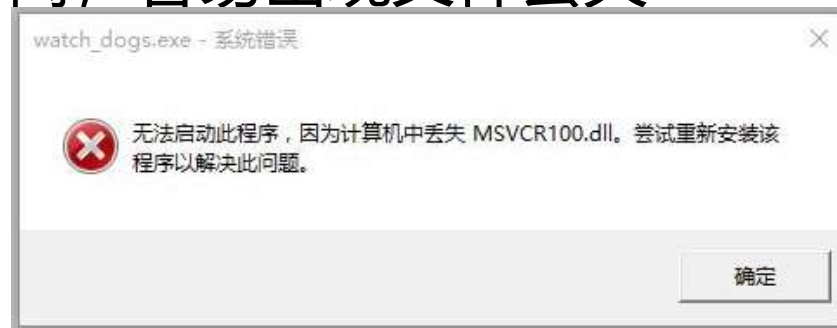 watch_dogs.exe - 系统错误
无法启动此程序，因为计算机中丢失 MSVCR100.dll。尝试重新安装该
程序以解决此问题。
确定